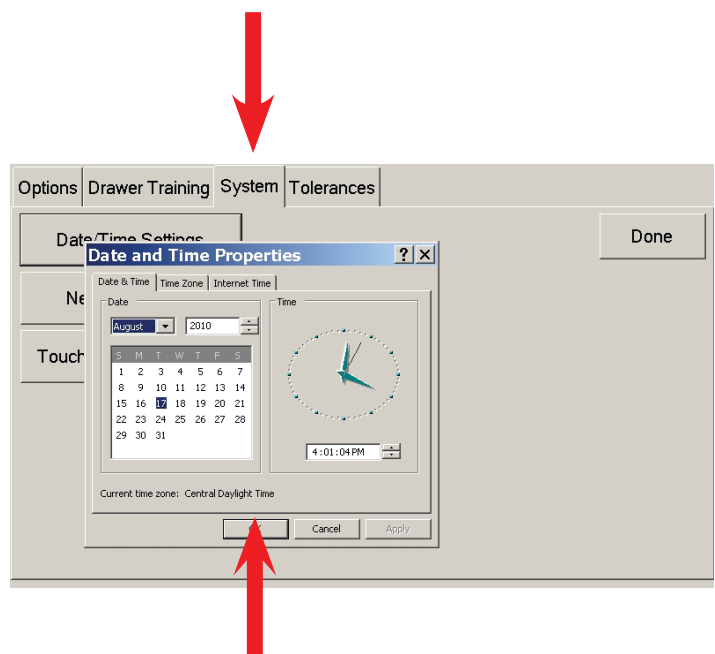 Options Drawer Training System Tolerances
Date/Time Settings Done
Date and Time Properties ? X
Date & Time Time Zone Internet Time
Ne
Date Time
August 2010
Touch
S M T W T F S
1 2 3 4 5 6 7
8 9 10 11 12 13 14
15 16 17 18 19 20 21
22 23 24 25 26 27 28
29 30 31
4:01:04 PM
Current time zone: Central Daylight Time
Cancel Apply